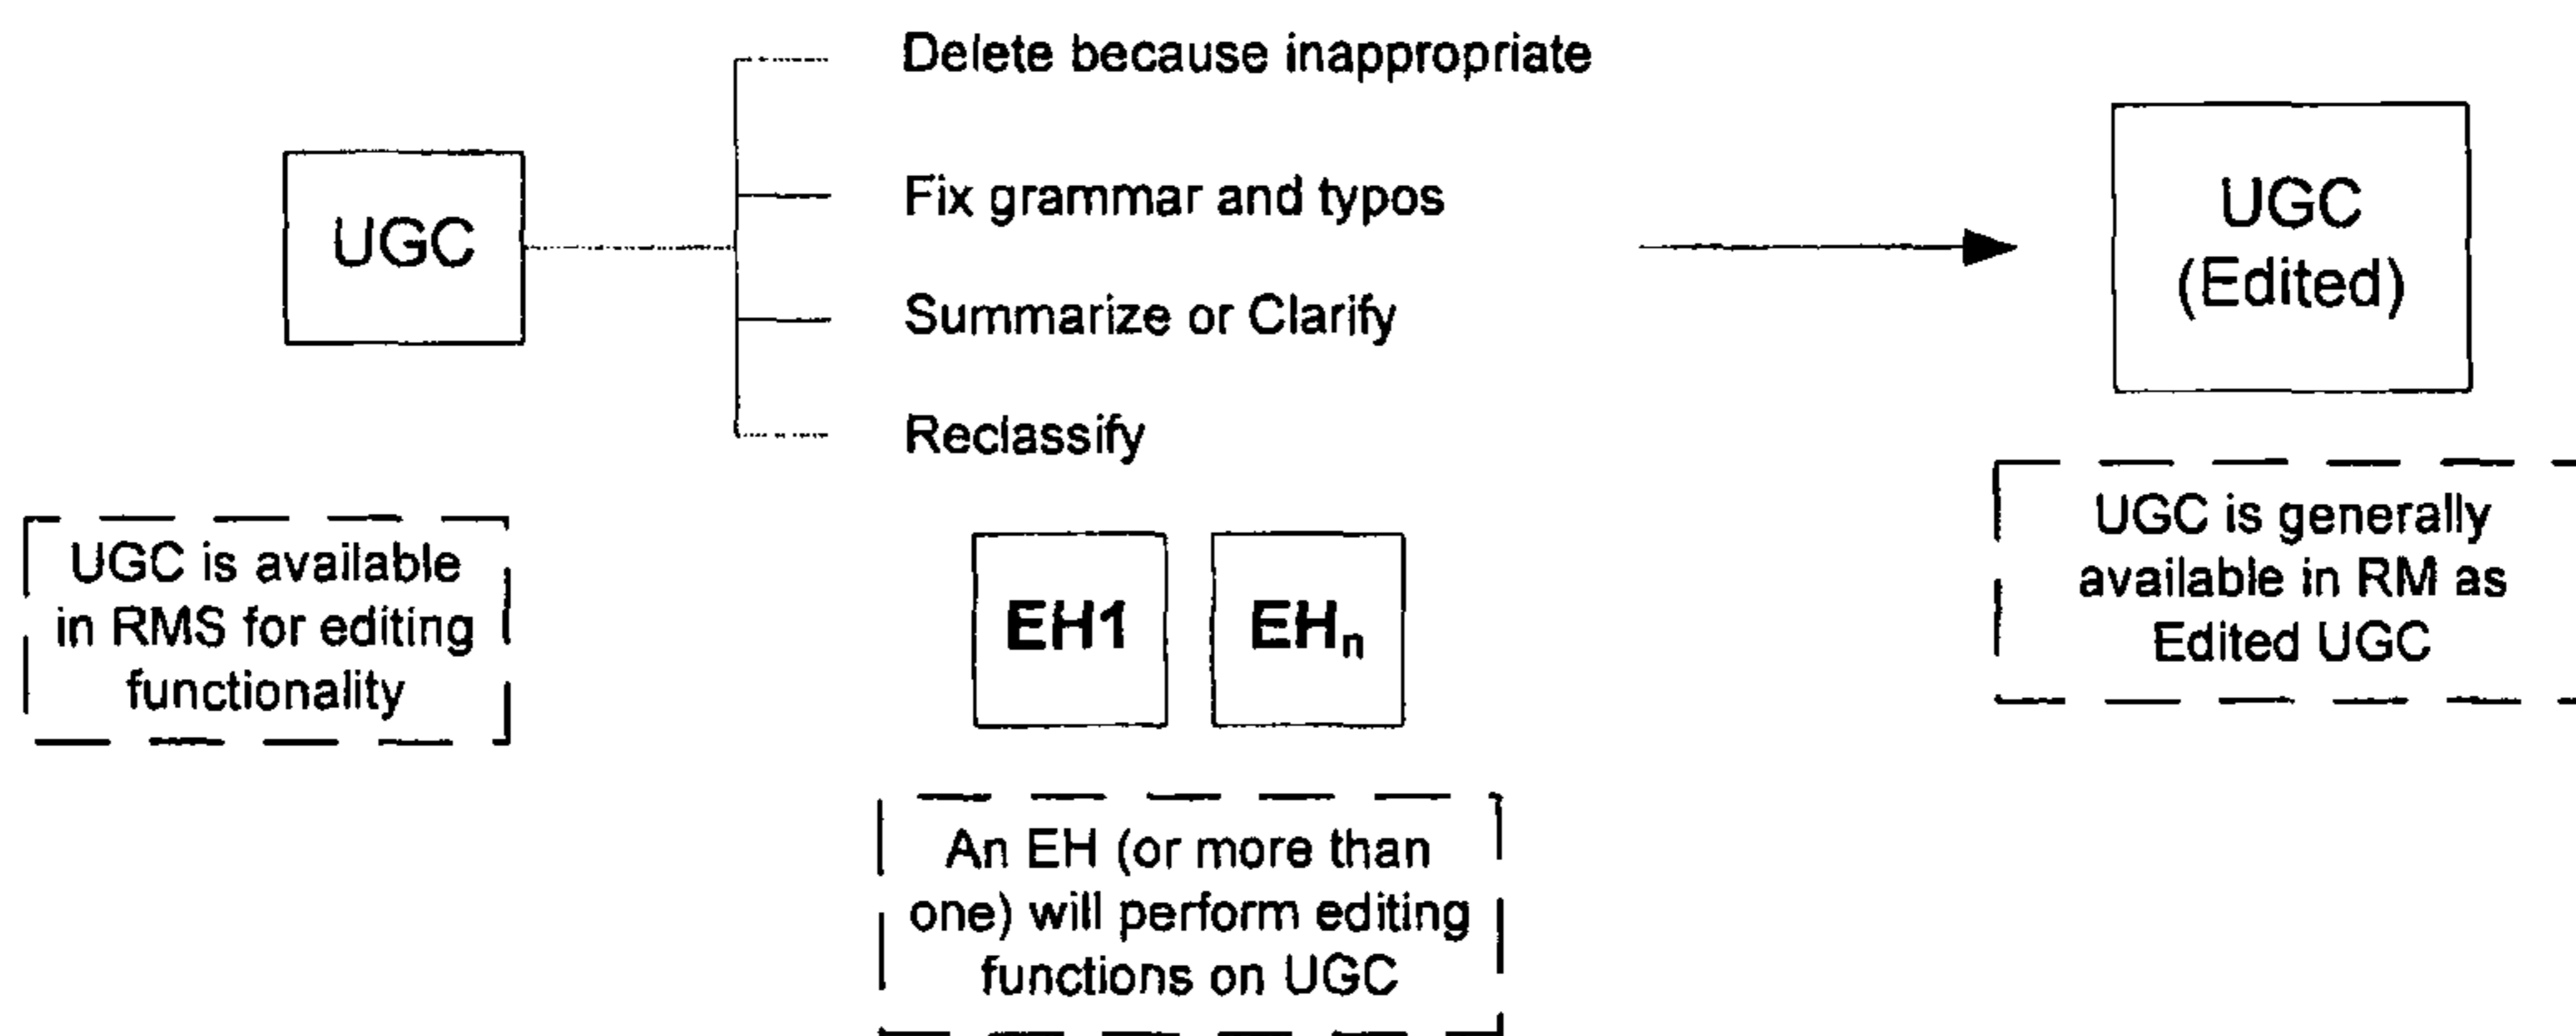 Delete because inappropriate
UGC
Fix grammar and typos
Summarize or Clarify
Reclassify
UGC
(Edited)
UGC is available
in RMS for editing
functionality
EH1
EHₙ
An EH (or more than
one) will perform editing
functions on UGC
UGC is generally
available in RM as
Edited UGC